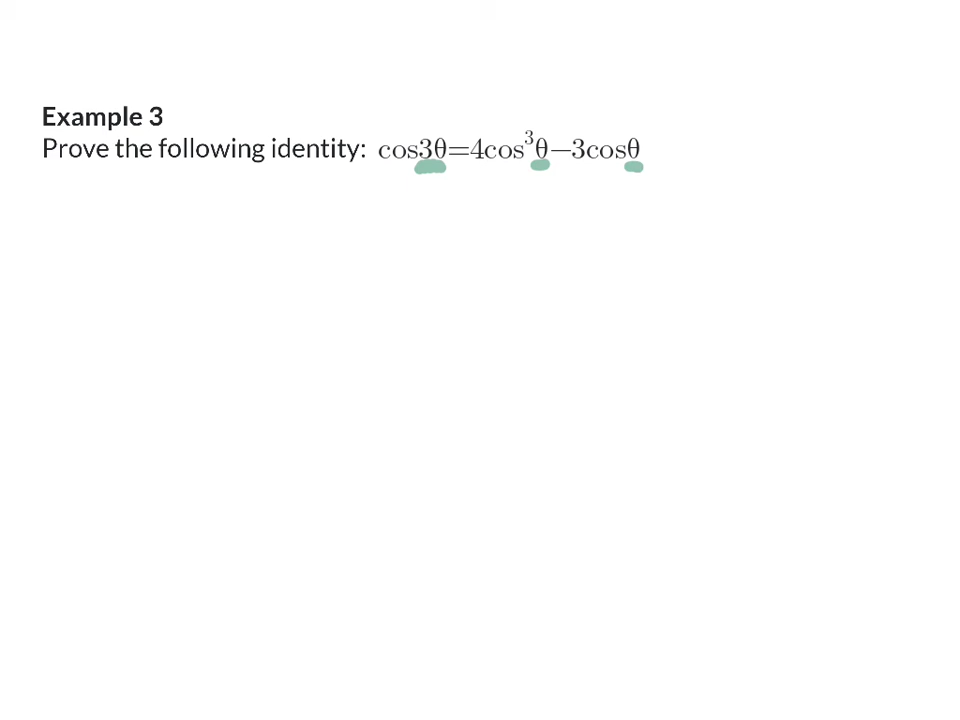 Example 3
Prove the following identity: cos3θ=4cos³θ−3cosθ